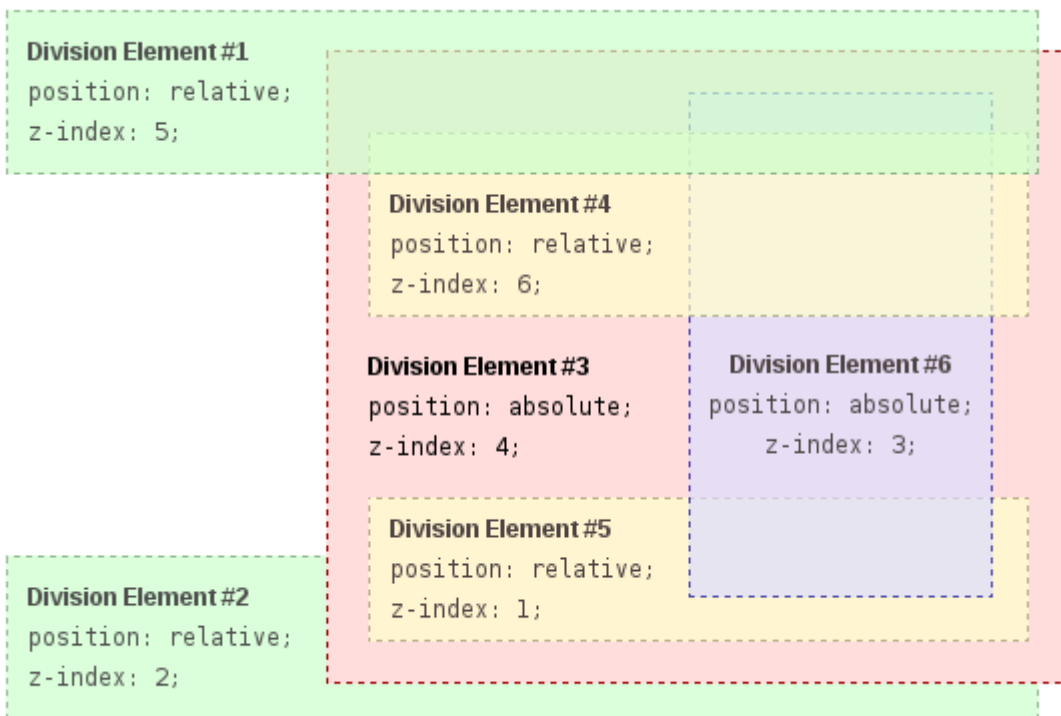 Division Element #1
position: relative;
z-index: 5;
Division Element #4
position: relative;
z-index: 6;
Division Element #3
position: absolute;
z-index: 4;
Division Element #6
position: absolute;
z-index: 3;
Division Element #5
position: relative;
z-index: 1;
Division Element #2
position: relative;
z-index: 2;